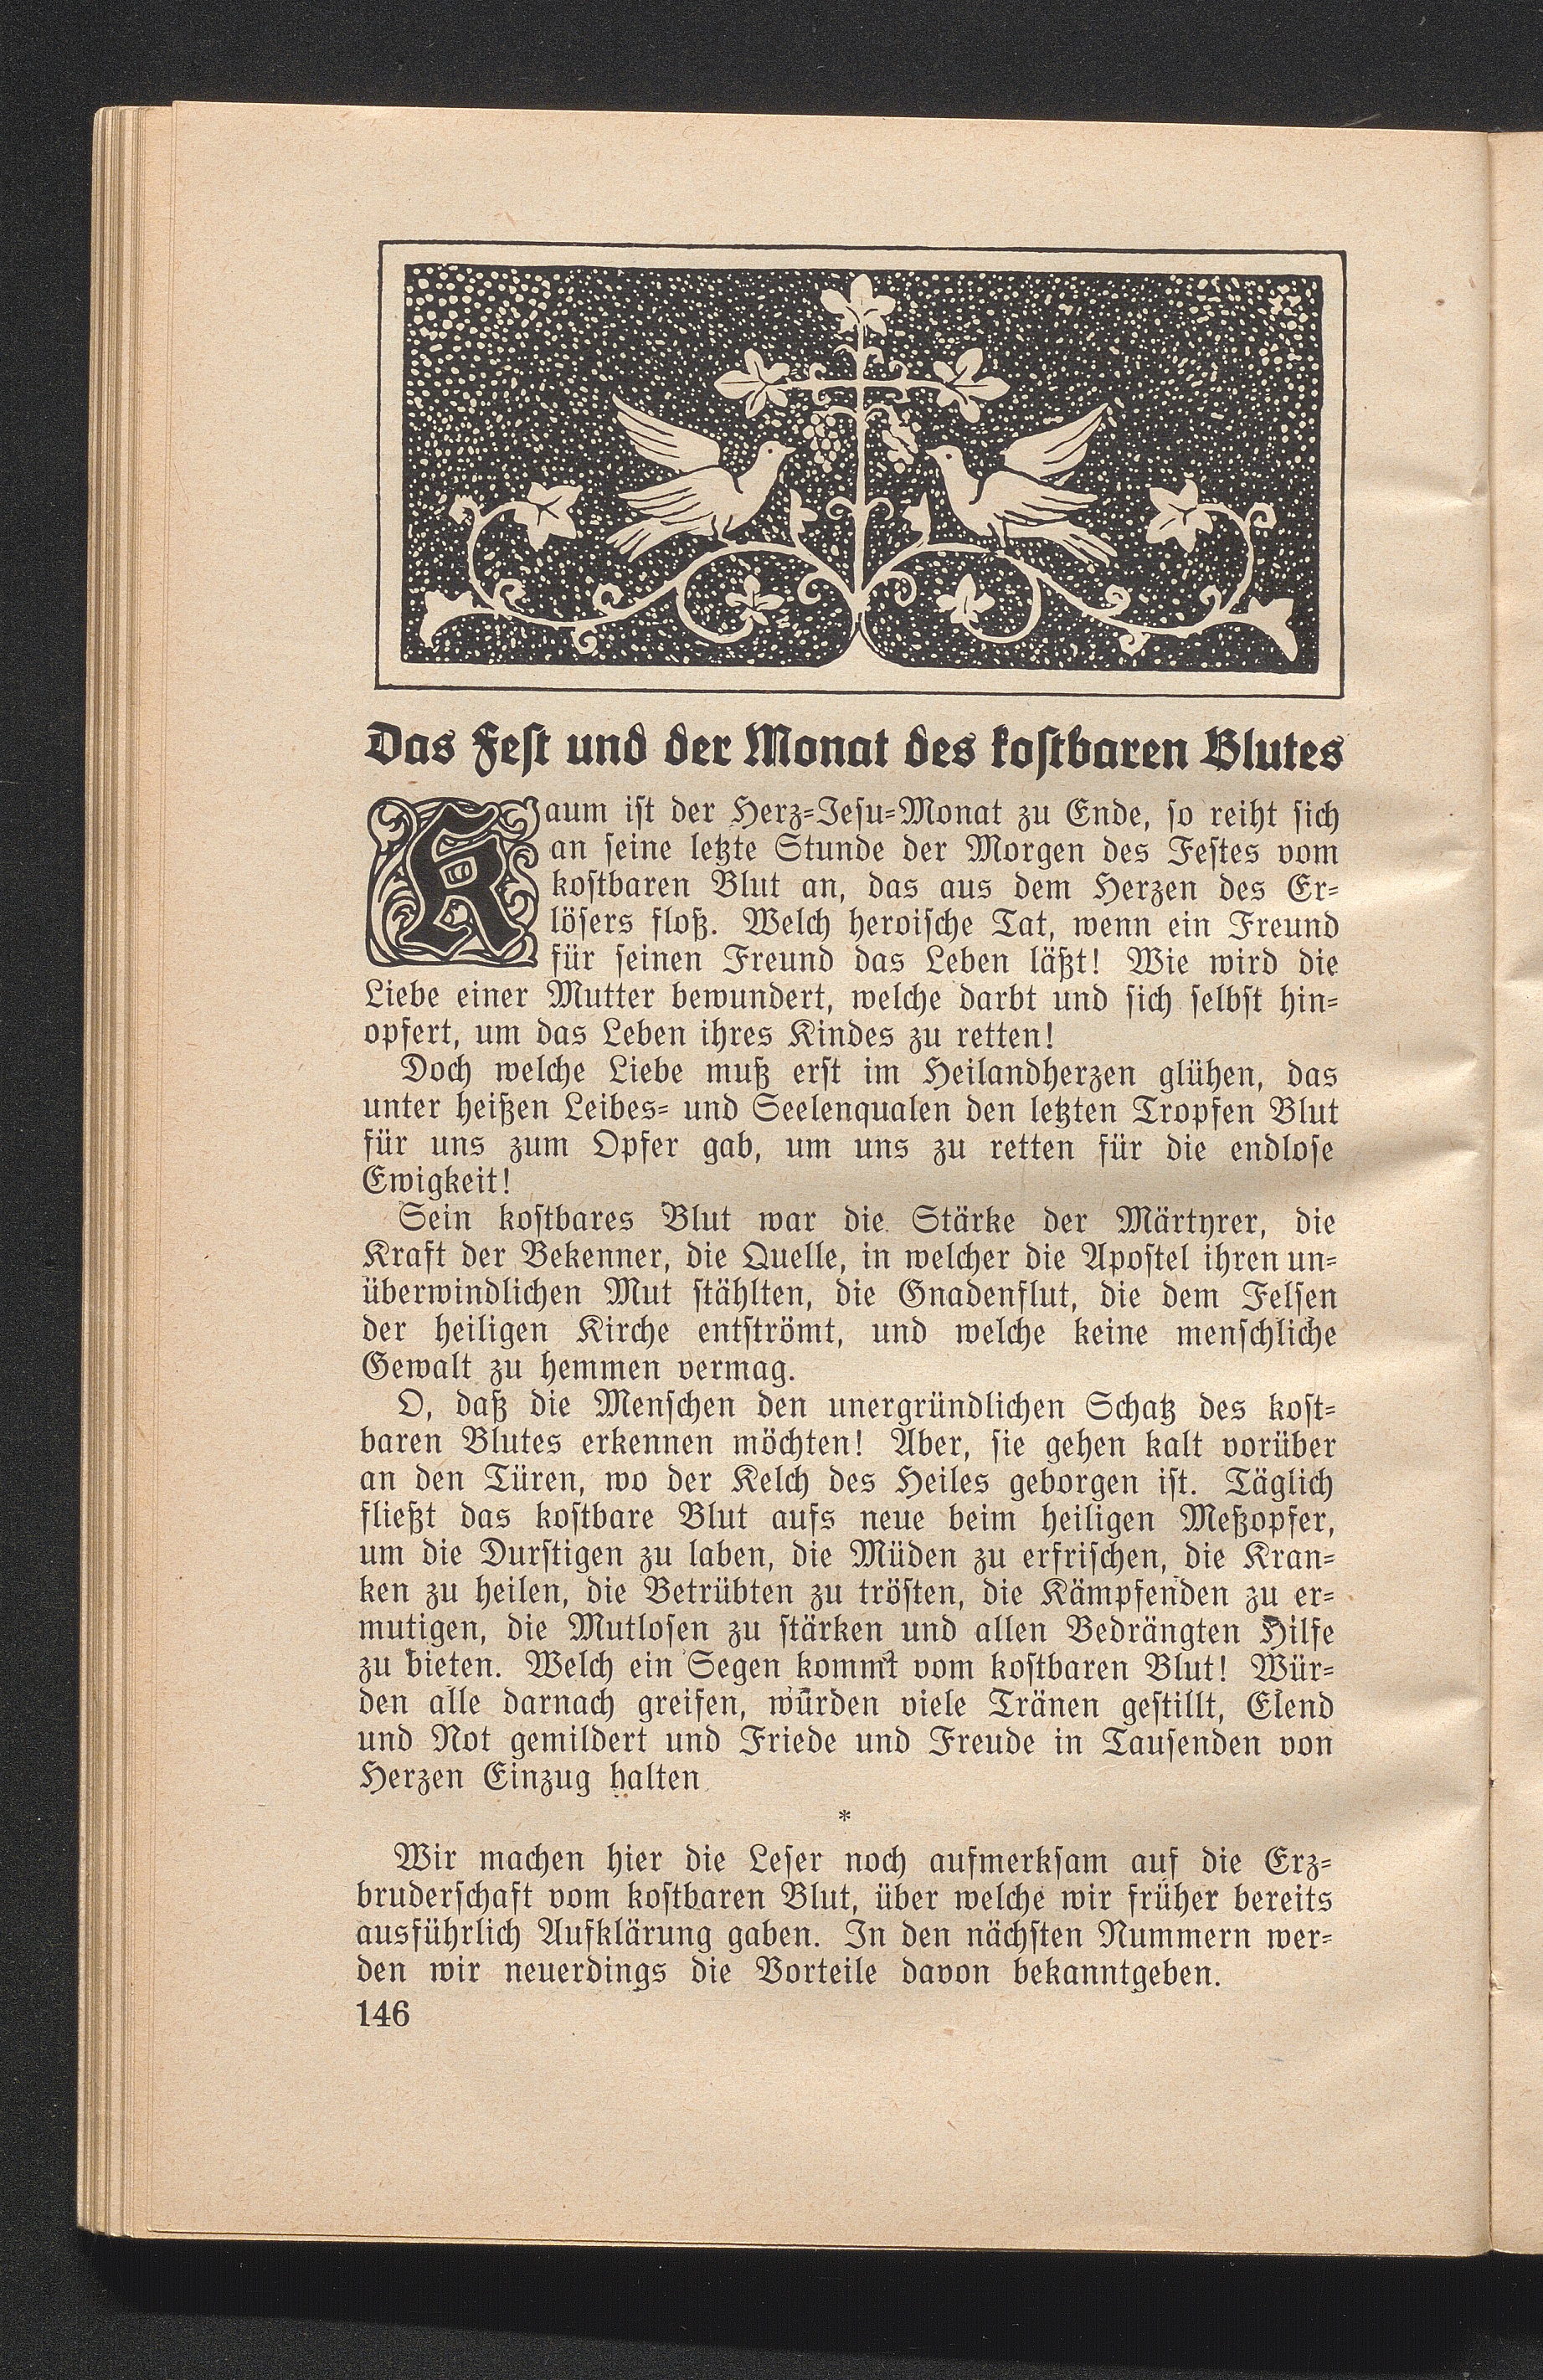 Das Fest und der Monat des kostbaren Blutes
Kaum ist der Herz-Jesu-Monat zu Ende, so reiht sich
an seine letzte Stunde der Morgen des Festes vom
kostbaren Blut an, das aus dem Herzen des Er-
lösers floß. Welch heroische Tat, wenn ein Freund
für seinen Freund das Leben läßt! Wie wird die
Liebe einer Mutter bewundert, welche darbt und sich selbst hin-
opfert, um das Leben ihres Kindes zu retten!
Doch welche Liebe muß erst im Heilandherzen glühen, das
unter heißen Leibes- und Seelenqualen den letzten Tropfen Blut
für uns zum Opfer gab, um uns zu retten für die endlose
Ewigkeit!
Sein kostbares Blut war die Stärke der Märtyrer, die
Kraft der Bekenner, die Quelle, in welcher die Apostel ihren un-
überwindlichen Mut stählten, die Gnadenflut, die dem Felsen
der heiligen Kirche entströmt, und welche keine menschliche
Gewalt zu hemmen vermag.
O, daß die Menschen den unergründlichen Schatz des kost-
baren Blutes erkennen möchten! Aber, sie gehen kalt vorüber
an den Türen, wo der Kelch des Heiles geborgen ist. Täglich
fließt das kostbare Blut aufs neue beim heiligen Meßopfer,
um die Durstigen zu laben, die Müden zu erfrischen, die Kran-
ken zu heilen, die Betrübten zu trösten, die Kämpfenden zu er-
mutigen, die Mutlosen zu stärken und allen Bedrängten Hilfe
zu bieten. Welch ein Segen kommt vom kostbaren Blut! Wür-
den alle darnach greifen, würden viele Tränen gestillt, Elend
und Not gemildert und Friede und Freude in Tausenden von
Herzen Einzug halten
*
Wir machen hier die Leser noch aufmerksam auf die Erz-
bruderschaft vom kostbaren Blut, über welche wir früher bereits
ausführlich Aufklärung gaben. In den nächsten Nummern wer-
den wir neuerdings die Vorteile davon bekanntgeben.
146